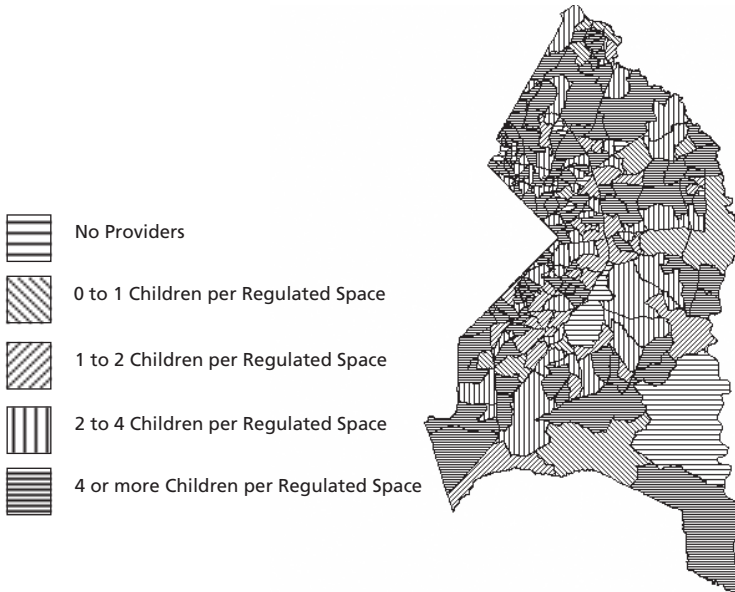 No Providers
0 to 1 Children per Regulated Space
1 to 2 Children per Regulated Space
2 to 4 Children per Regulated Space
4 or more Children per Regulated Space